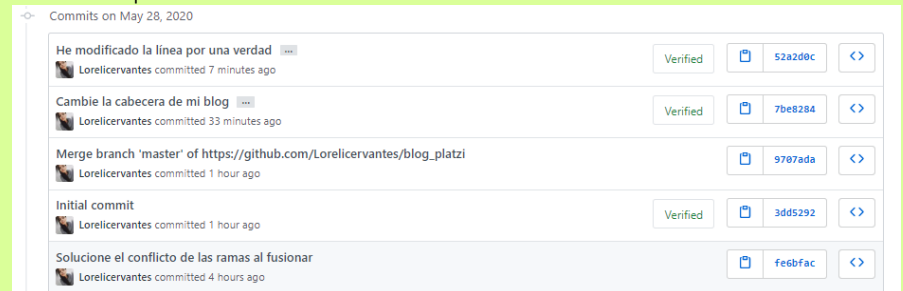 Commits on May 28, 2020
He modificado la línea por una verdad ...
Lorelicervantes committed 7 minutes ago
Verified
52a2d0c
Cambie la cabecera de mi blog ...
Lorelicervantes committed 33 minutes ago
Verified
7be8284
Merge branch 'master' of https://github.com/Lorelicervantes/blog_platzi
Lorelicervantes committed 1 hour ago
9707ada
Initial commit
Lorelicervantes committed 1 hour ago
Verified
3dd5292
Solucione el conflicto de las ramas al fusionar
Lorelicervantes committed 4 hours ago
fe6bfac